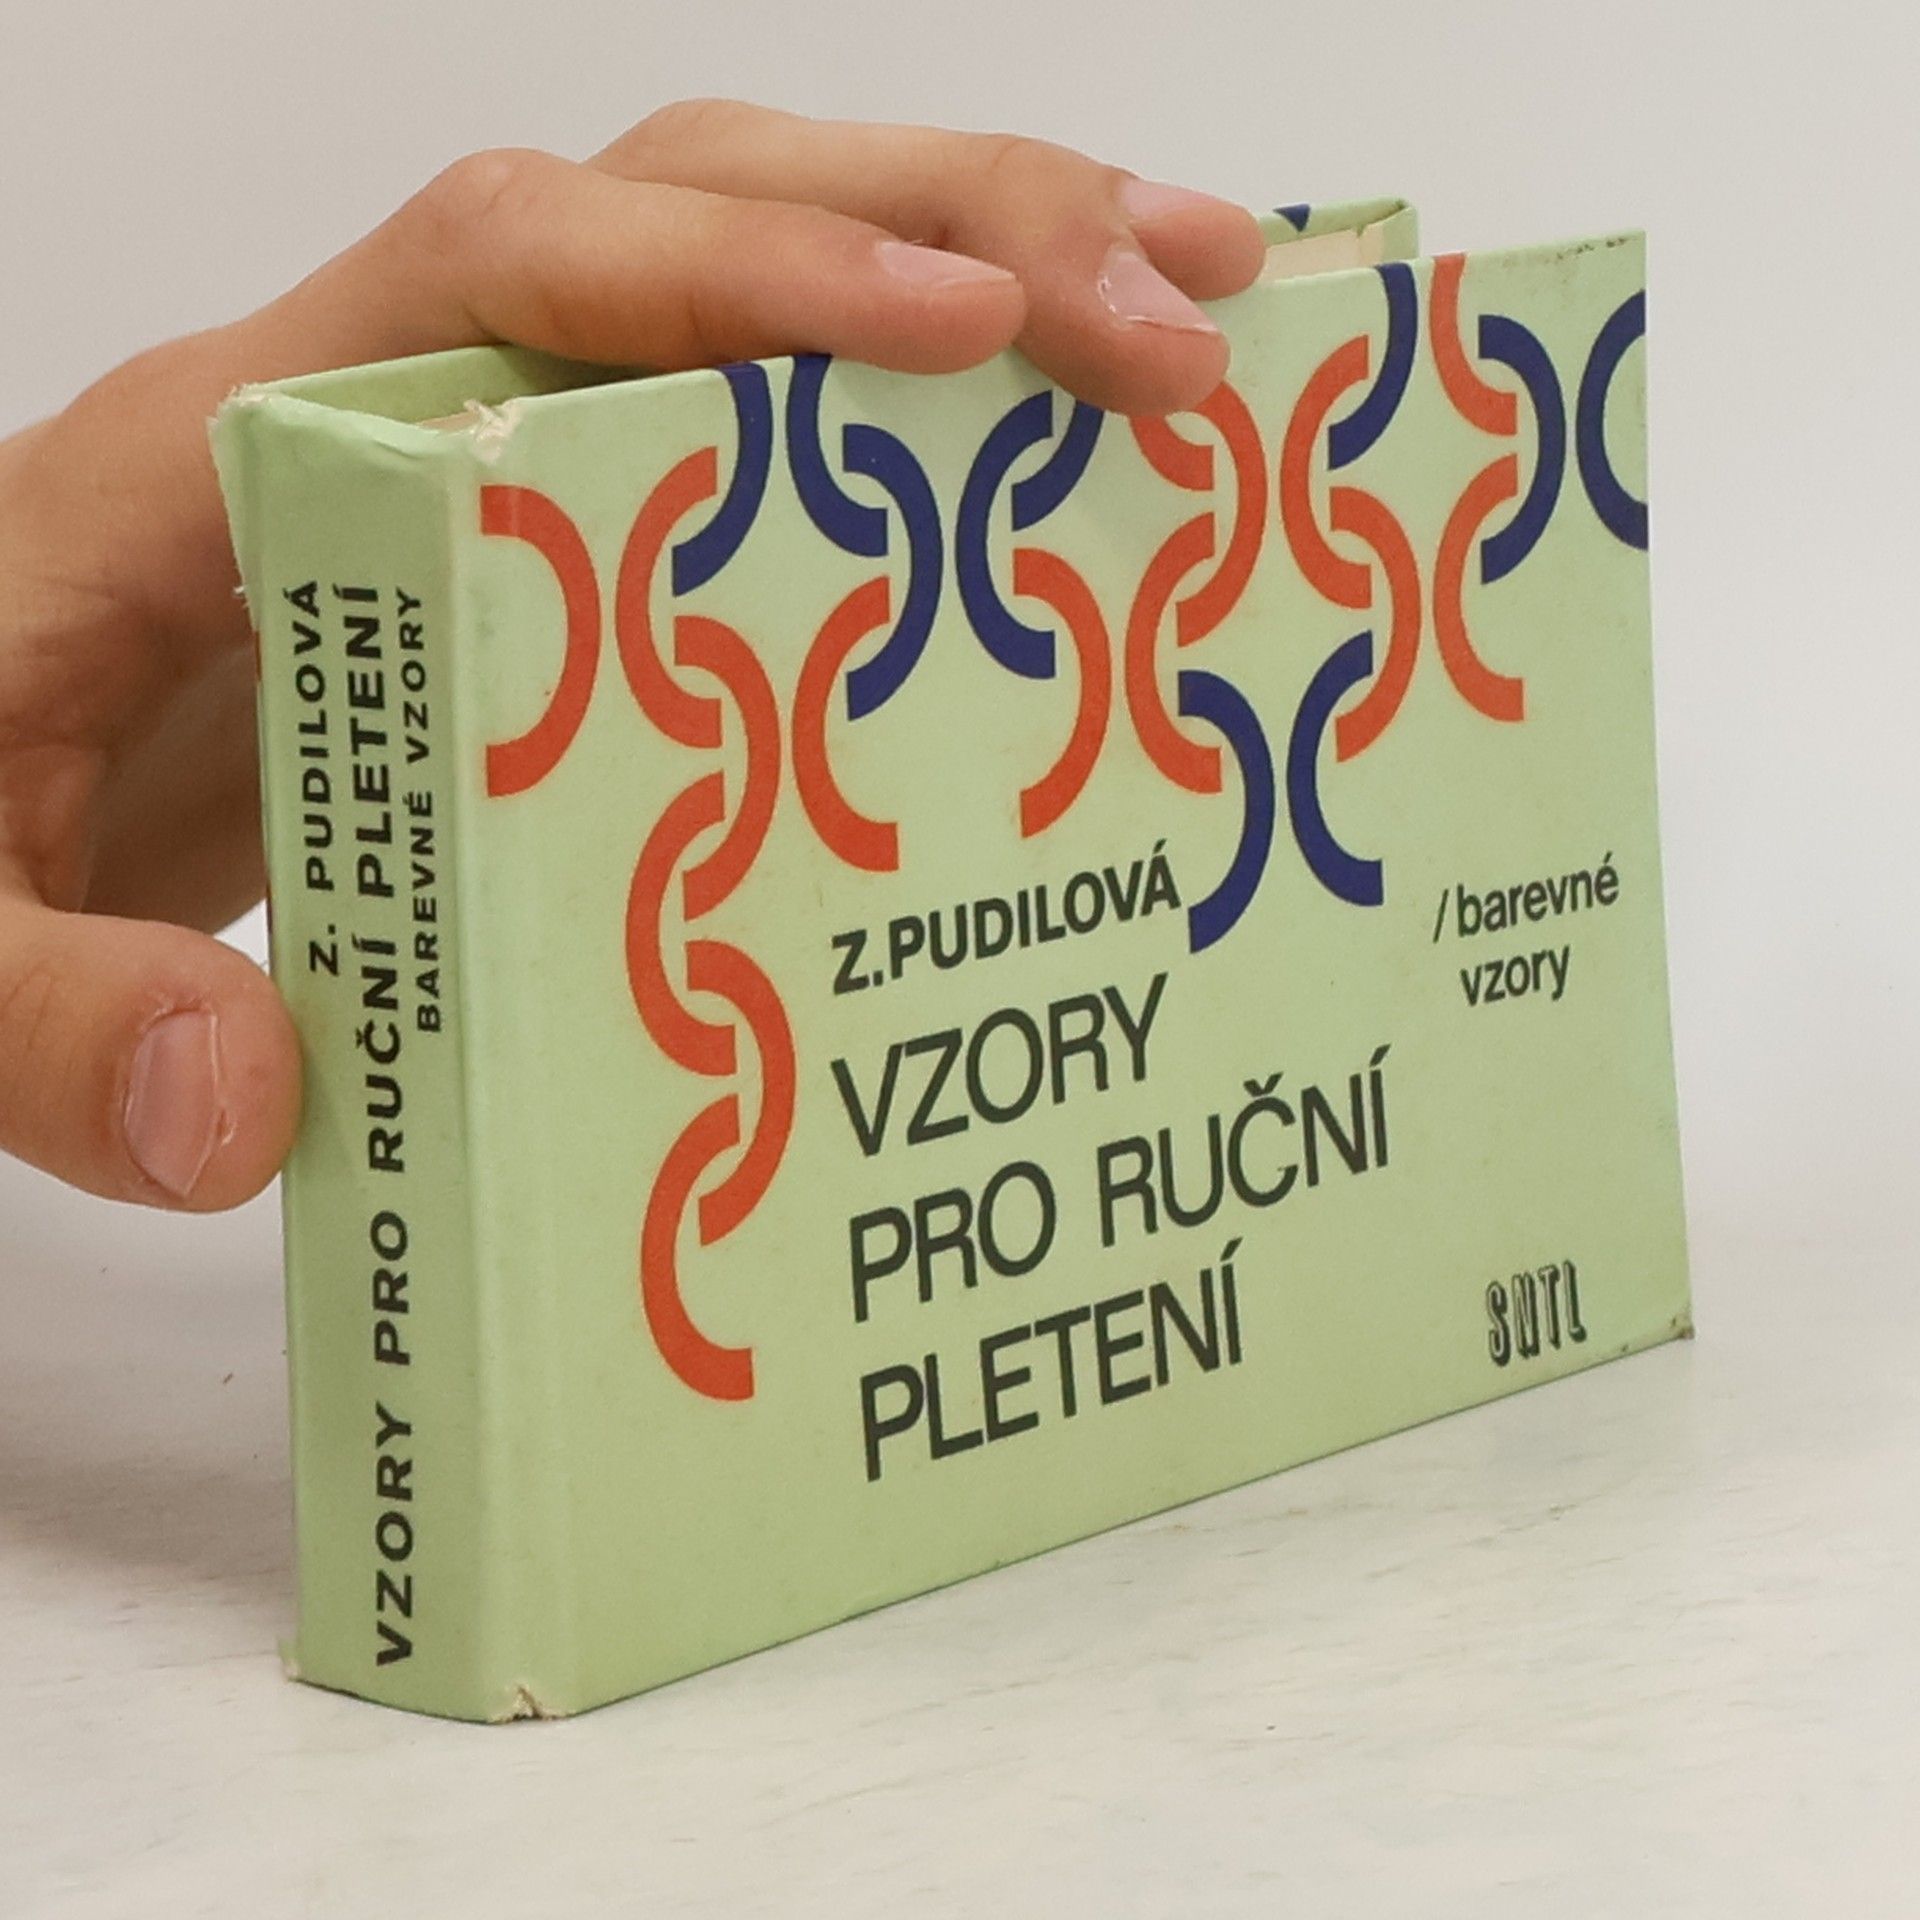 Z. PUDILOVÁ
VZORY PRO RUČNÍ PLETENÍ
BAREVNÉ VZORY
Z.PUDILOVÁ
VZORY
PRO RUČNÍ
PLETENÍ
/barevné
vzory
SNTL